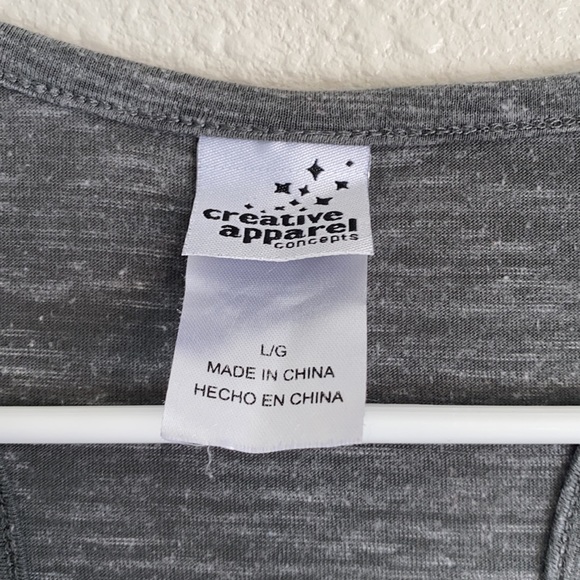 creative
apparel
concepts
L/G
MADE IN CHINA
HECHO EN CHINA